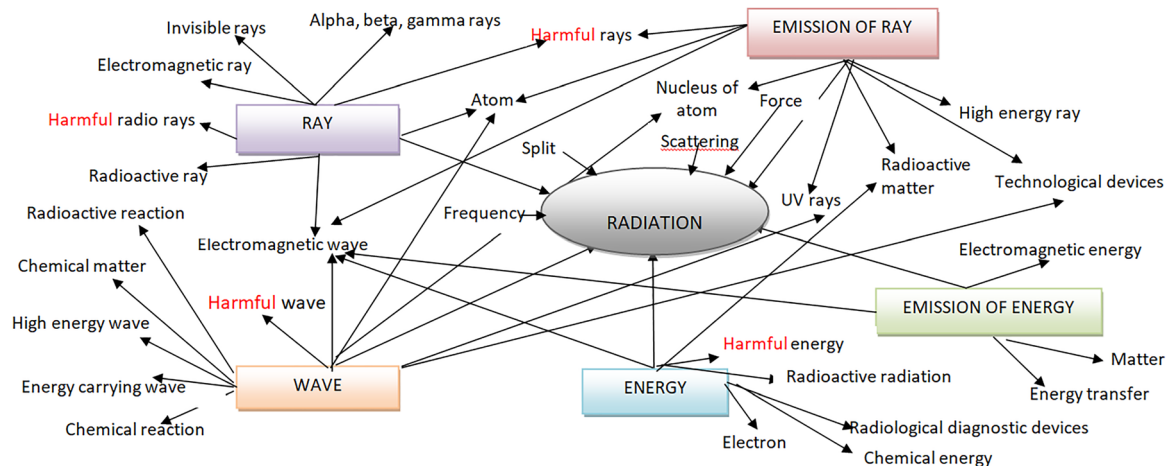 Alpha, beta, gamma rays
Invisible rays
Harmful rays
EMISSION OF RAY
Electromagnetic ray
Nucleus of
atom
Force
Atom
High energy ray
Harmful radio rays
RAY
Split
Scattering
Radioactive
matter
Radioactive ray
Technological devices
UV rays
Radioactive reaction
Frequency
RADIATION
Electromagnetic wave
Electromagnetic energy
Chemical matter
Harmful wave
EMISSION OF ENERGY
High energy wave
Harmful energy
Matter
Energy carrying wave
WAVE
ENERGY
Radioactive radiation
Energy transfer
Chemical reaction
Radiological diagnostic devices
Electron
Chemical energy